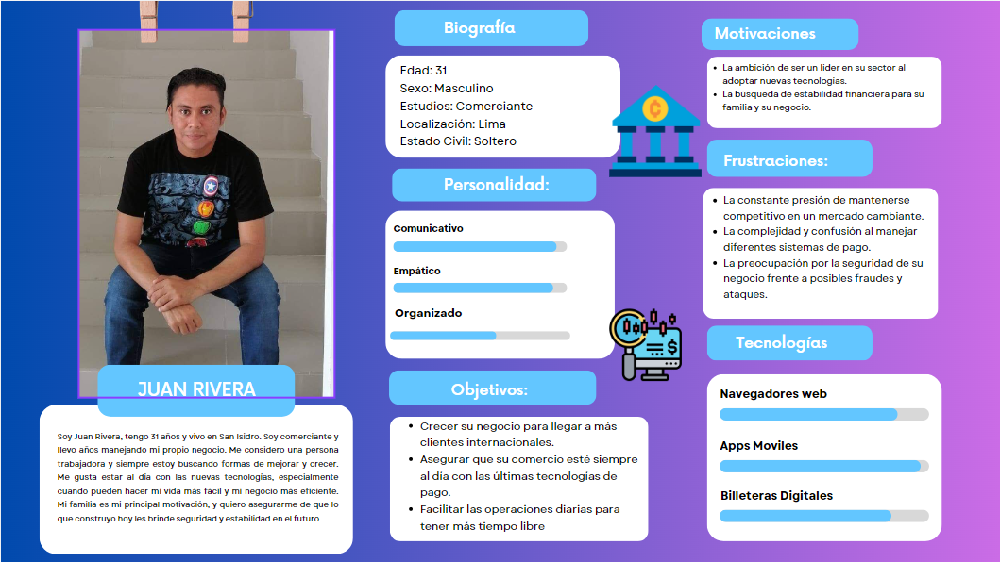 JUAN RIVERA
Soy Juan Rivera, tengo 31 años y vivo en San Isidro. Soy comerciante y
llevo años manejando mi propio negocio. Me considero una persona
trabajadora y siempre estoy buscando formas de mejorar y crecer.
Me gusta estar al día con las nuevas tecnologías, especialmente
cuando pueden hacer mi vida más fácil y mi negocio más eficiente.
Mi familia es mi principal motivación, y quiero asegurarme de que lo
que construyo hoy les brinde seguridad y estabilidad en el futuro.
Biografía
Edad: 31
Sexo: Masculino
Estudios: Comerciante
Localización: Lima
Estado Civil: Soltero
Personalidad:
Comunicativo
Empático
Organizado
Objetivos:
• Crecer su negocio para llegar a más
clientes internacionales.
• Asegurar que su comercio esté siempre
al día con las últimas tecnologías de
pago.
• Facilitar las operaciones diarias para
tener más tiempo libre
Motivaciones
• La ambición de ser un líder en su sector al
adoptar nuevas tecnologías.
• La búsqueda de estabilidad financiera para su
familia y su negocio.
Frustraciones:
• La constante presión de mantenerse
competitivo en un mercado cambiante.
• La complejidad y confusión al manejar
diferentes sistemas de pago.
• La preocupación por la seguridad de su
negocio frente a posibles fraudes y
ataques.
Tecnologías
Navegadores web
Apps Moviles
Billeteras Digitales